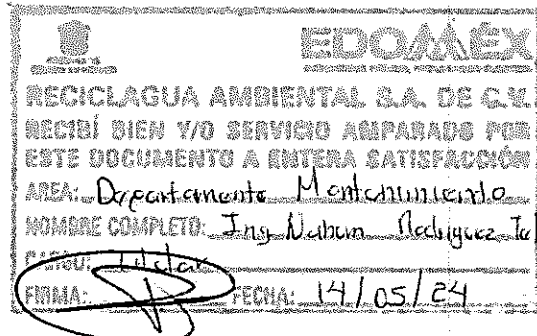 EDOMÉX
RECICLAGUA AMBIENTAL S.A. DE C.V.
RECIBÍ BIEN Y/O SERVICIO AMPARADO POR
ESTE DOCUMENTO A ENTERA SATISFACCIÓN
AREA: Departamento Mantenimiento
NOMBRE COMPLETO: Ing Nahum Rodriguez
CARGO: Titular
FIRMA: FECHA: 14/05/24